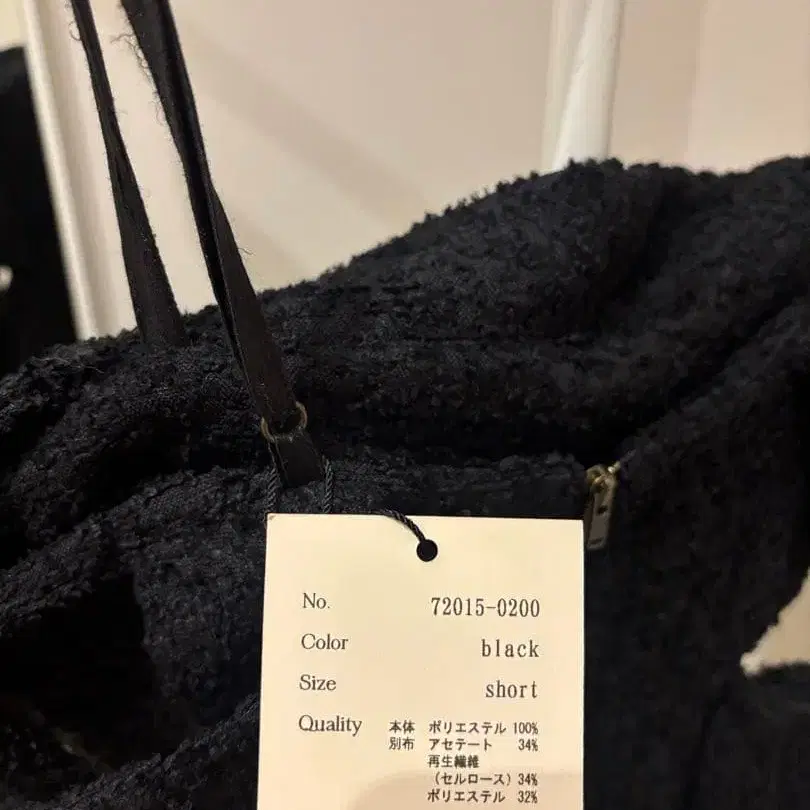 No. 72015-0200
Color black
Size short
Quality 本体 ポリエステル 100%
別布 アセテート 34%
再生繊維
(セルロース) 34%
ポリエステル 32%